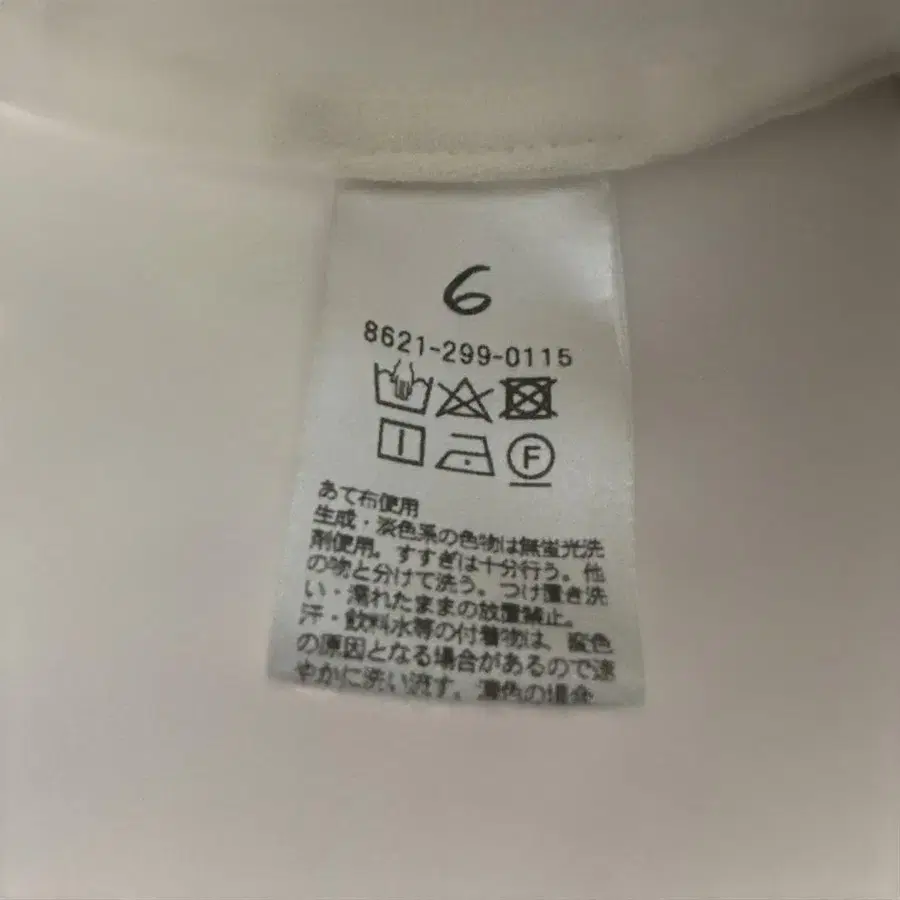 6
8621-299-0115
F
あて布使用
生成・淡色系の色物は無蛍光洗
剤使用。すすぎは十分行う。他
の物と分けて洗う。つけ置き洗
い・濡れたままの放置禁止。
汗・飲料水等の付着物は、変色
の原因となる場合があるので速
やかに洗い流す。濃色の場合